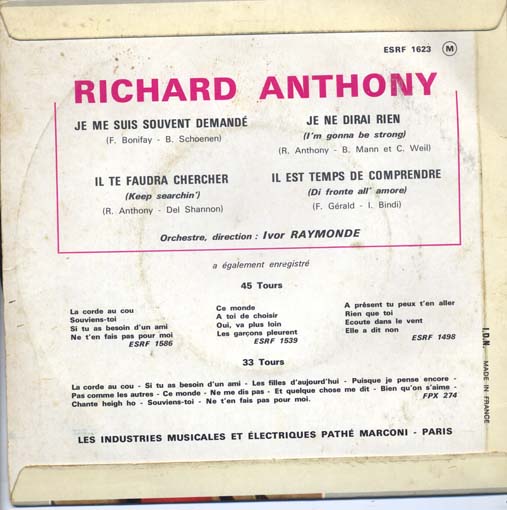 ESRF 1623 M
RICHARD ANTHONY
JE ME SUIS SOUVENT DEMANDÉ
(F. Bonifay - B. Schoenen)
JE NE DIRAI RIEN
(I'm gonna be strong)
(R. Anthony - B. Mann et C. Weil)
IL TE FAUDRA CHERCHER
(Keep searchin')
(R. Anthony - Del Shannon)
IL EST TEMPS DE COMPRENDRE
(Di fronte all' amore)
(F. Gérald - I. Bindi)
Orchestre, direction : Ivor RAYMONDE
a également enregistré
45 Tours
La corde au cou
Souviens-toi
Si tu as besoin d'un ami
Ne t'en fais pas pour moi
ESRF 1586
Ce monde
A toi de choisir
Oui, va plus loin
Les garçons pleurent
ESRF 1539
A présent tu peux t'en aller
Rien que toi
Ecoute dans le vent
Elle a dit non
ESRF 1498
33 Tours
La corde au cou - Si tu as besoin d'un ami - Les filles d'aujourd'hui - Puisque je pense encore -
Pas comme les autres - Ce monde - Ne me dis pas - Et quelque chose me dit - Bien qu'on s'aime -
Chante heigh ho - Souviens-toi - Ne t'en fais pas pour moi.
FPX 274
LES INDUSTRIES MUSICALES ET ÉLECTRIQUES PATHÉ MARCONI - PARIS
I.D.N. MADE IN FRANCE